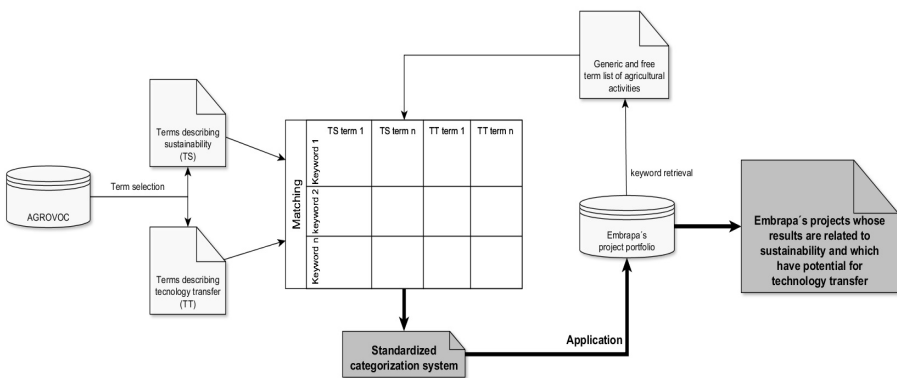 AGROVOC
Term selection
Terms describing
sustainability
(TS)
Terms describing
tecnology transfer
(TT)
Matching
TS term 1
TS term n
TT term 1
TT term n
Keyword 1
keyword 2
Keyword n
Standardized
categorization system
Application
Generic and free
term list of agricultural
activities
keyword retrieval
Embrapa´s
project portfolio
Embrapa´s projects whose
results are related to
sustainability and which
have potential for
technology transfer